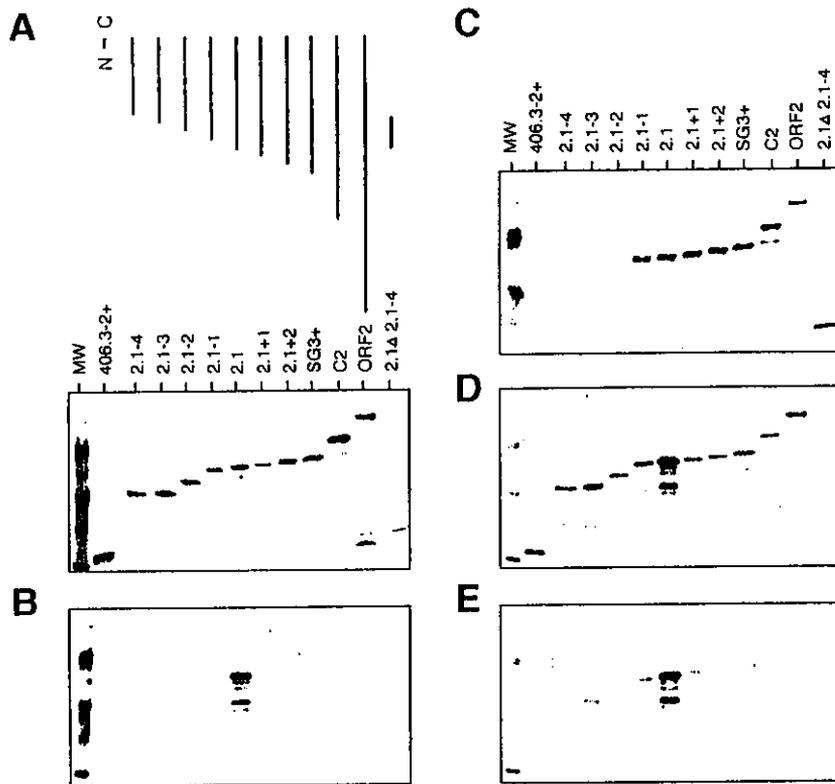 A
N – C
MW
406.3-2+
2.1-4
2.1-3
2.1-2
2.1-1
2.1
2.1+1
2.1+2
SG3+
C2
ORF2
2.1Δ 2.1-4
B
C
MW
406.3-2+
2.1-4
2.1-3
2.1-2
2.1-1
2.1
2.1+1
2.1+2
SG3+
C2
ORF2
2.1Δ 2.1-4
D
E